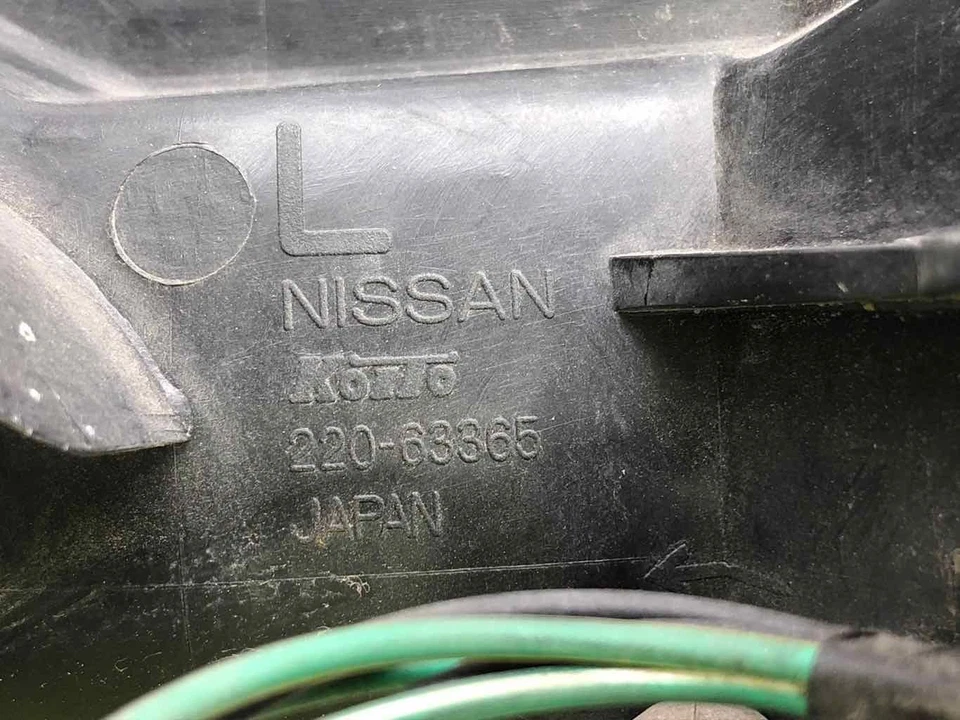 L
NISSAN
KOITO
220-63365
JAPAN